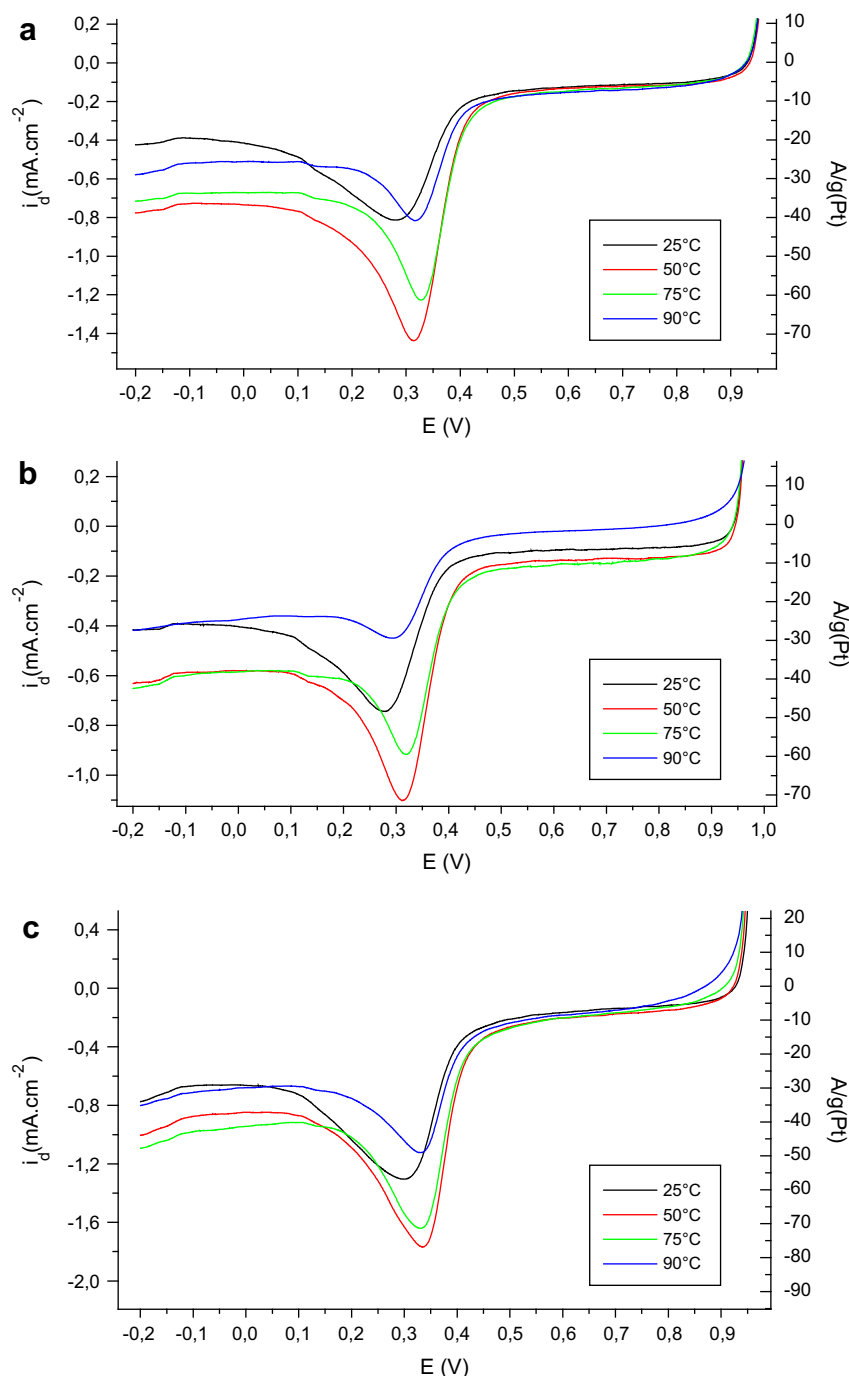 a
0,2
0,0
-0,2
-0,4
-0,6
-0,8
-1,0
-1,2
-1,4
i_d(mA.cm^-2)
10
0
-10
-20
-30
-40
-50
-60
-70
A/g(Pt)
25°C
50°C
75°C
90°C
-0,2 -0,1 0,0 0,1 0,2 0,3 0,4 0,5 0,6 0,7 0,8 0,9
E (V)
b
0,2
0,0
-0,2
-0,4
-0,6
-0,8
-1,0
i_d(mA.cm^-2)
10
0
-10
-20
-30
-40
-50
-60
-70
A/g(Pt)
25°C
50°C
75°C
90°C
-0,2 -0,1 0,0 0,1 0,2 0,3 0,4 0,5 0,6 0,7 0,8 0,9 1,0
E (V)
c
0,4
0,0
-0,4
-0,8
-1,2
-1,6
-2,0
i_d(mA.cm^-2)
20
10
0
-10
-20
-30
-40
-50
-60
-70
-80
-90
A/g(Pt)
25°C
50°C
75°C
90°C
-0,2 -0,1 0,0 0,1 0,2 0,3 0,4 0,5 0,6 0,7 0,8 0,9
E (V)